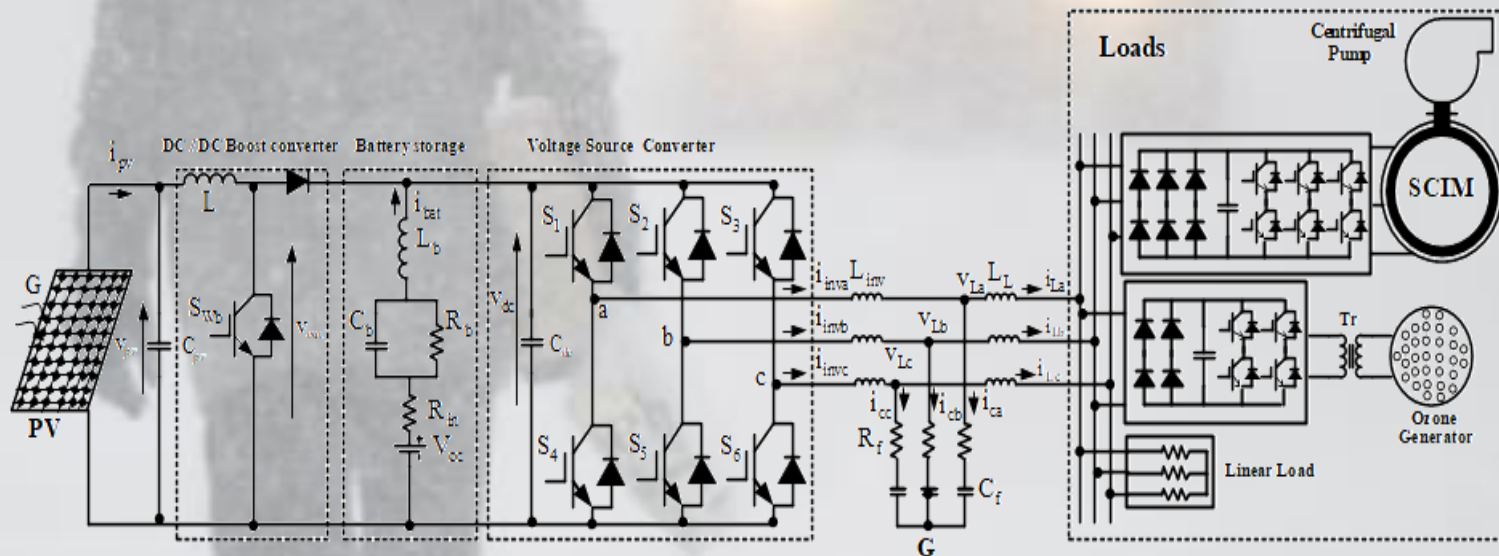 Centrifugal
Pump
Loads
DC / DC Boost converter
Battery storage
Voltage Source Converter
i_pv
L
i_bat
L_b
S_1
S_2
S_3
SCIM
G
S_Wb
C_b
R_b
v_dc
a
i_inva
L_inv
v_La
L_L
i_La
v_pv
C_pv
C_dc
b
i_invb
v_Lb
i_Lb
Tr
c
i_invc
v_Lc
i_Lc
PV
R_in
V_oc
i_cc
i_cb
i_ca
R_f
Ozone
Generator
S_4
S_5
S_6
C_f
Linear Load
G